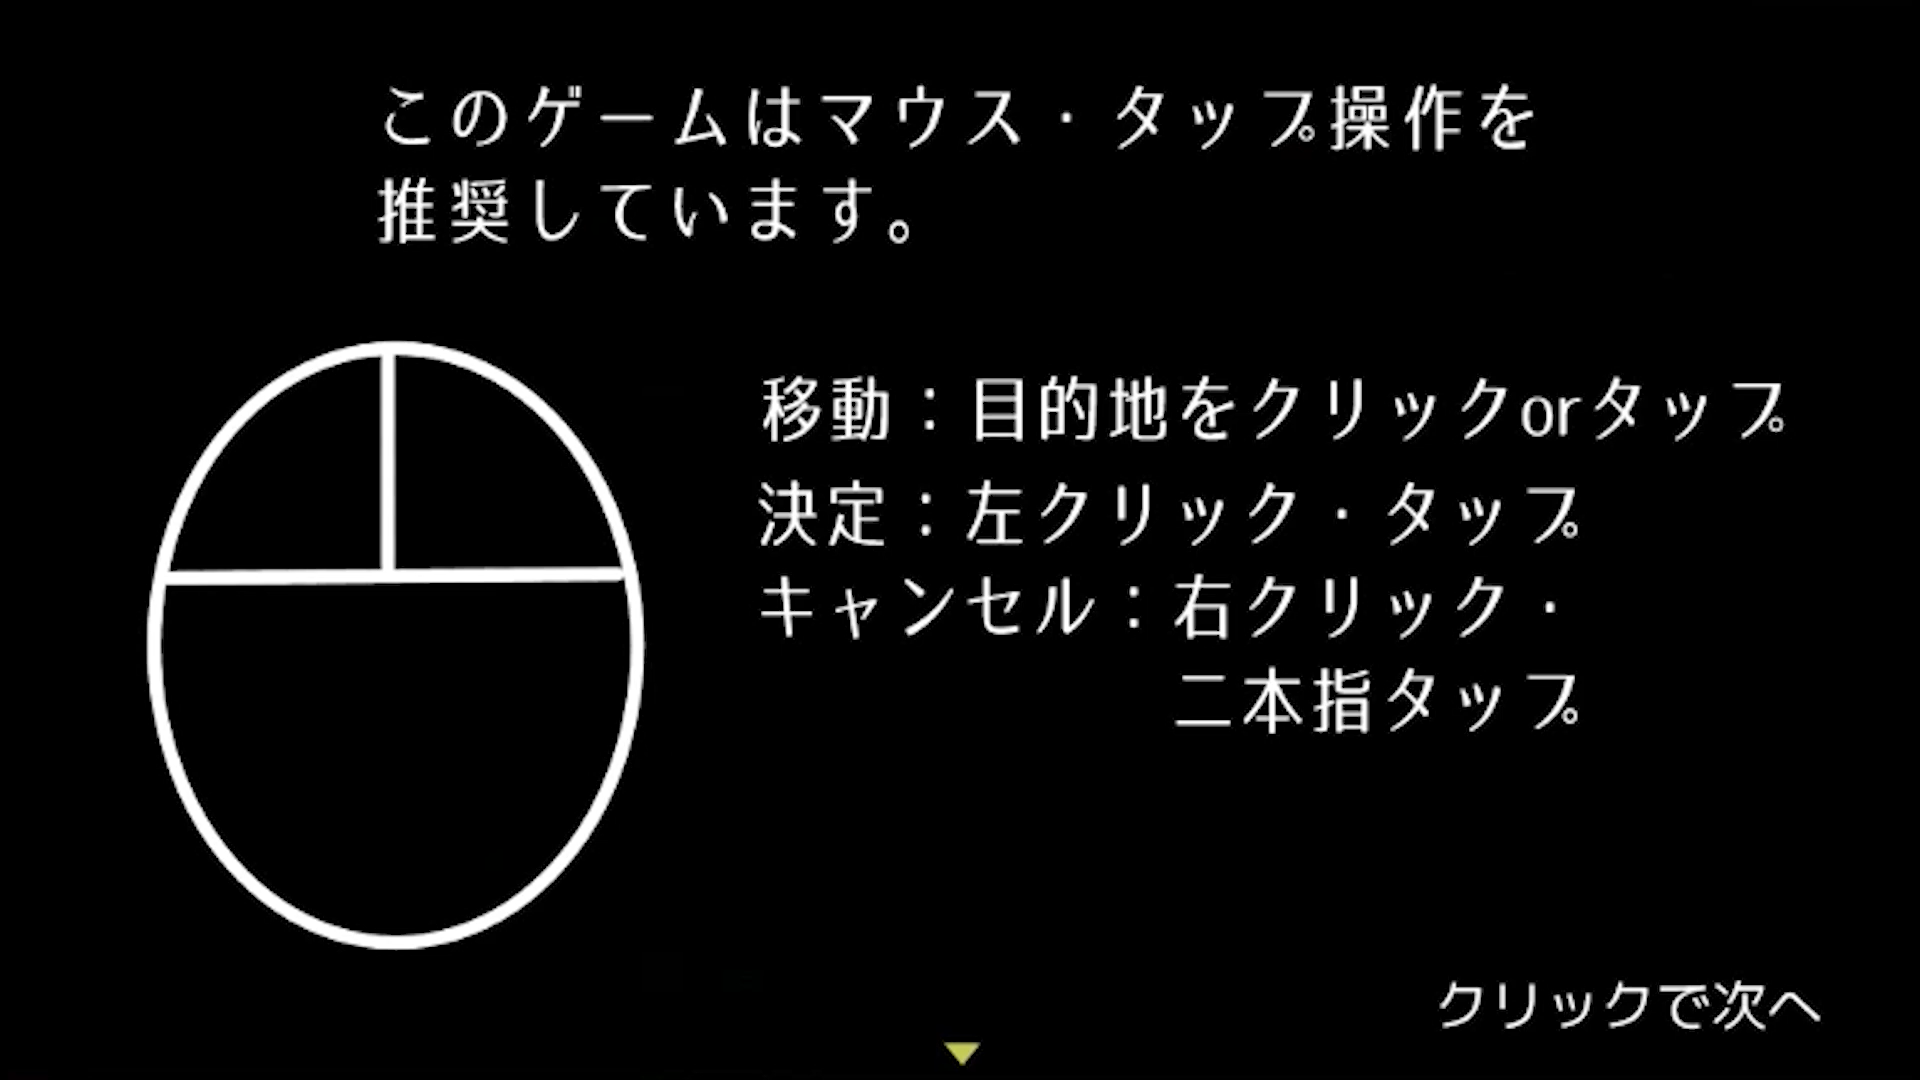 このゲームはマウス・タップ操作を
推奨しています。
移動：目的地をクリックorタップ
決定：左クリック・タップ
キャンセル：右クリック・
二本指タップ
クリックで次へ